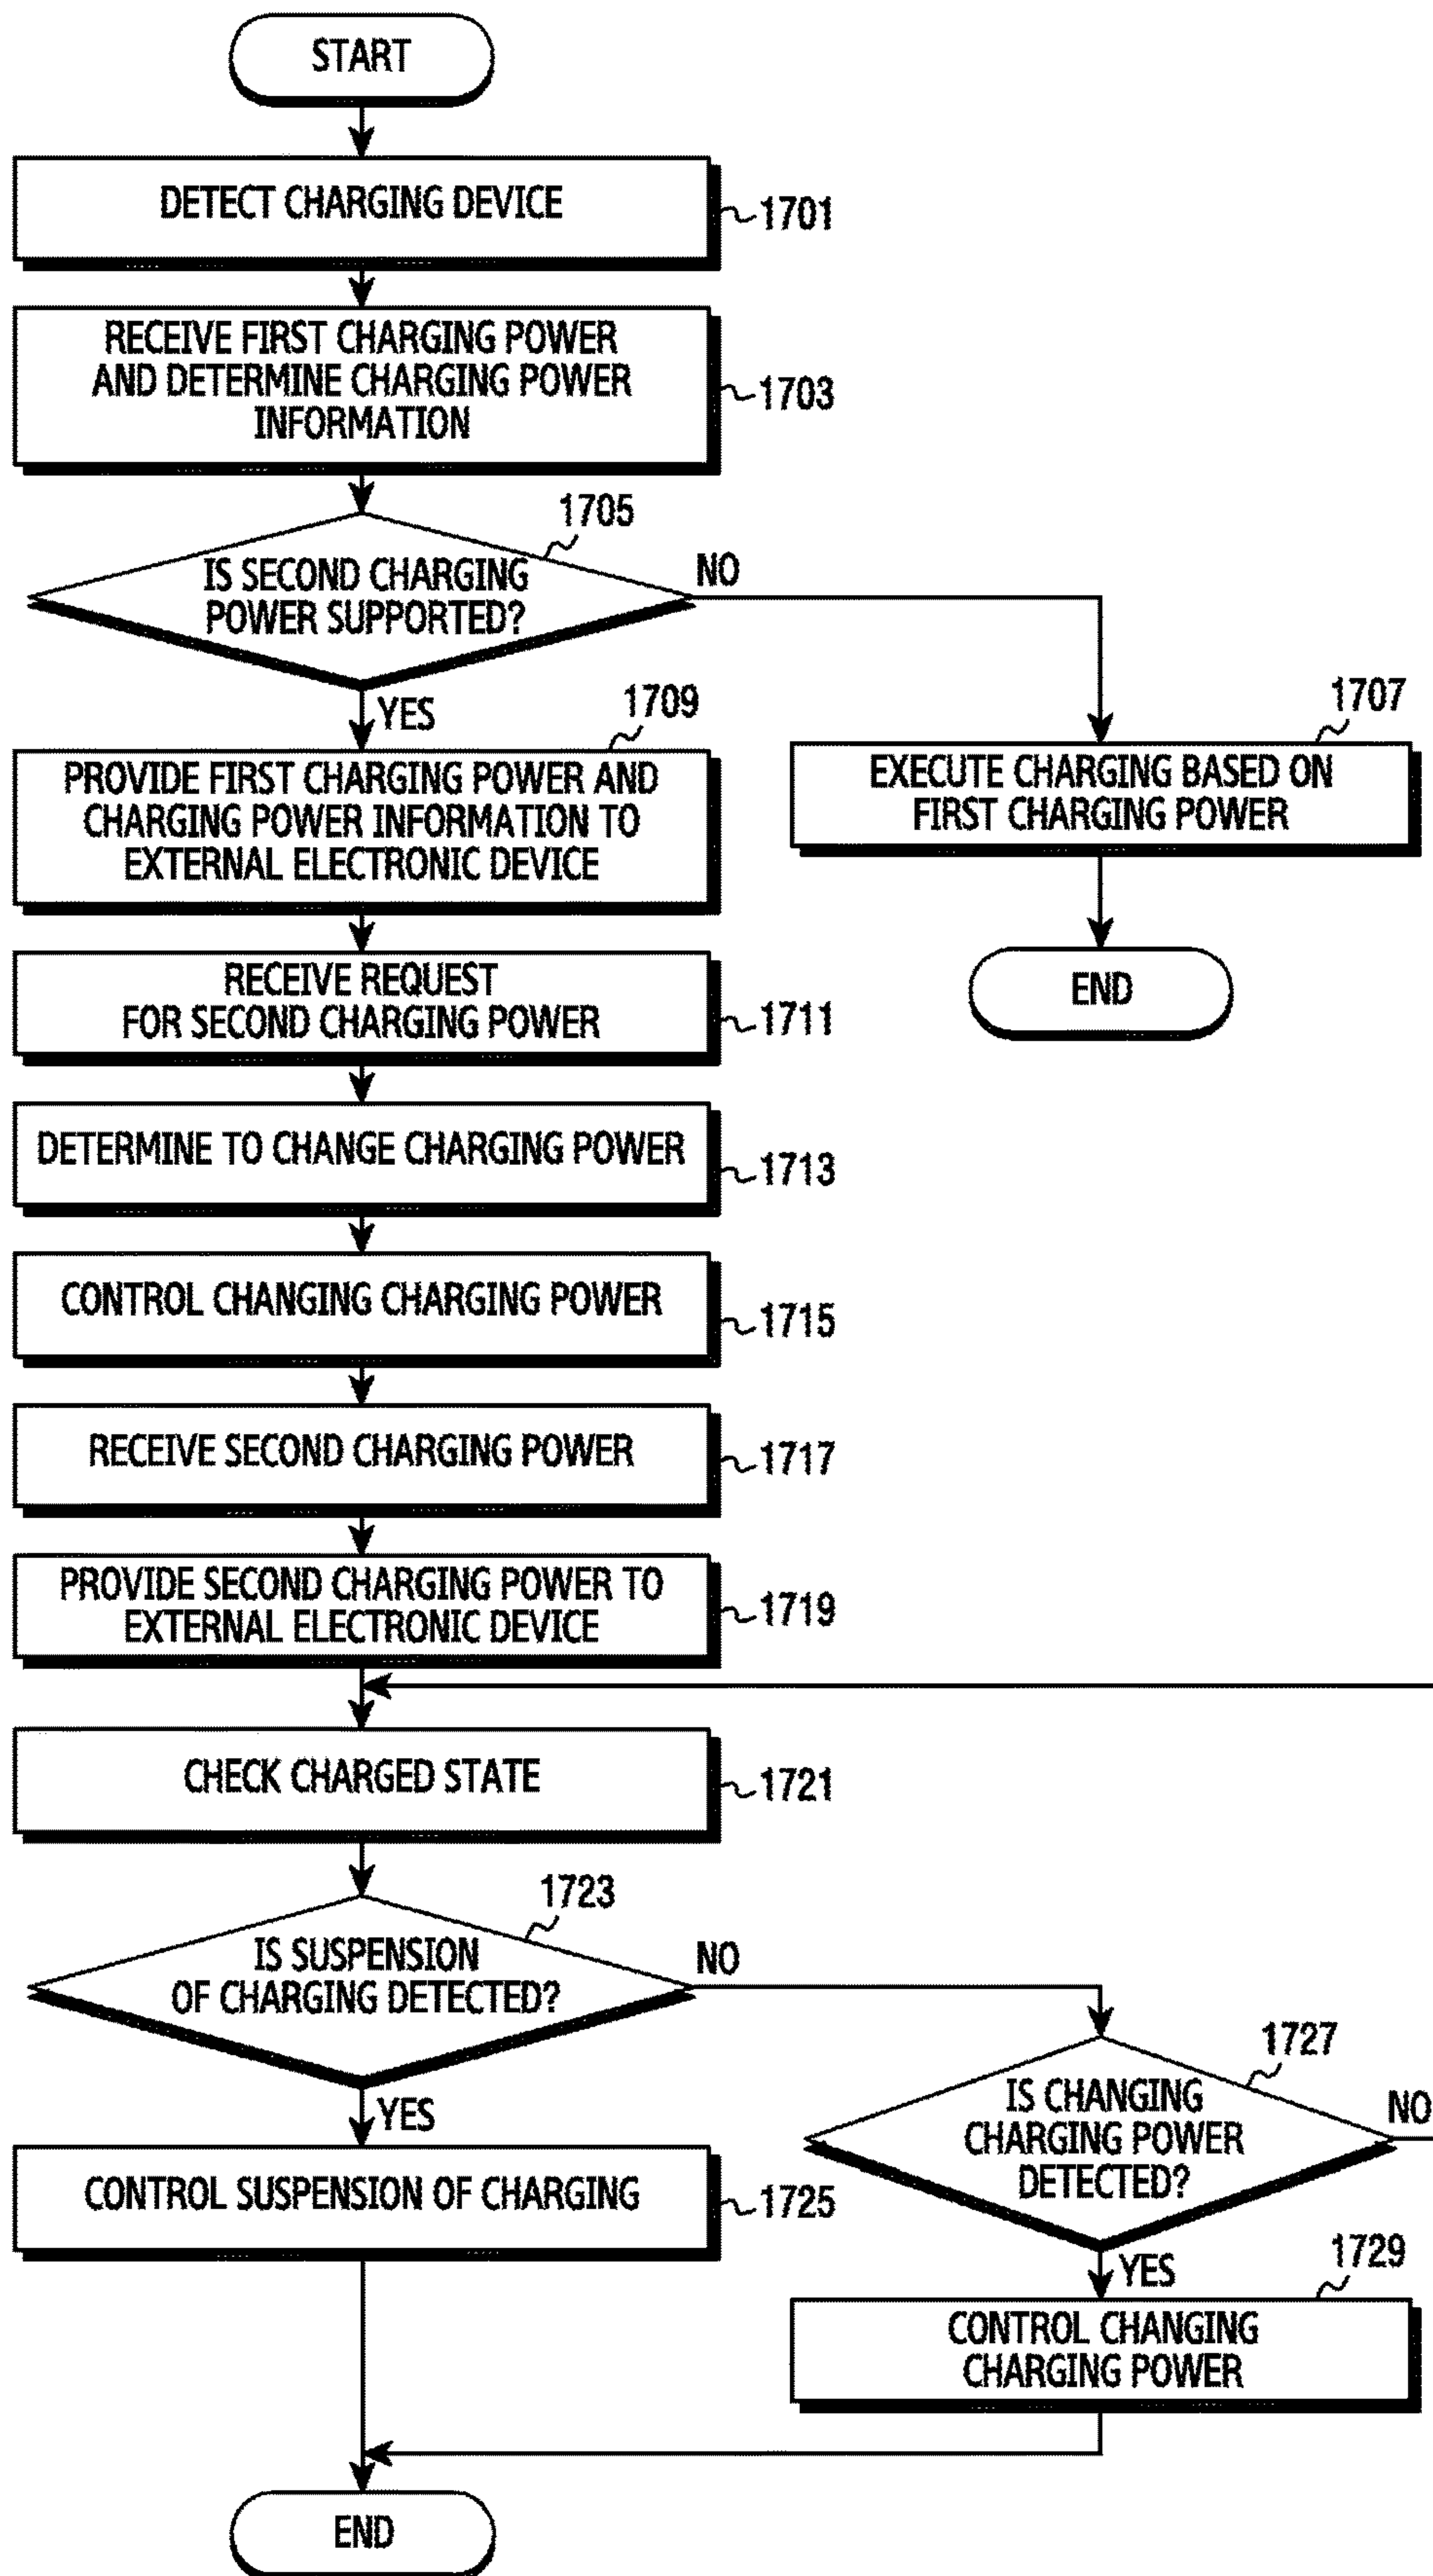 START
DETECT CHARGING DEVICE
1701
RECEIVE FIRST CHARGING POWER
AND DETERMINE CHARGING POWER
INFORMATION
1703
1705
IS SECOND CHARGING
POWER SUPPORTED?
NO
YES
1709
PROVIDE FIRST CHARGING POWER AND
CHARGING POWER INFORMATION TO
EXTERNAL ELECTRONIC DEVICE
1707
EXECUTE CHARGING BASED ON
FIRST CHARGING POWER
END
RECEIVE REQUEST
FOR SECOND CHARGING POWER
1711
DETERMINE TO CHANGE CHARGING POWER
1713
CONTROL CHANGING CHARGING POWER
1715
RECEIVE SECOND CHARGING POWER
1717
PROVIDE SECOND CHARGING POWER TO
EXTERNAL ELECTRONIC DEVICE
1719
CHECK CHARGED STATE
1721
1723
IS SUSPENSION
OF CHARGING DETECTED?
NO
YES
1727
IS CHANGING
CHARGING POWER
DETECTED?
NO
YES
CONTROL SUSPENSION OF CHARGING
1725
1729
CONTROL CHANGING
CHARGING POWER
END